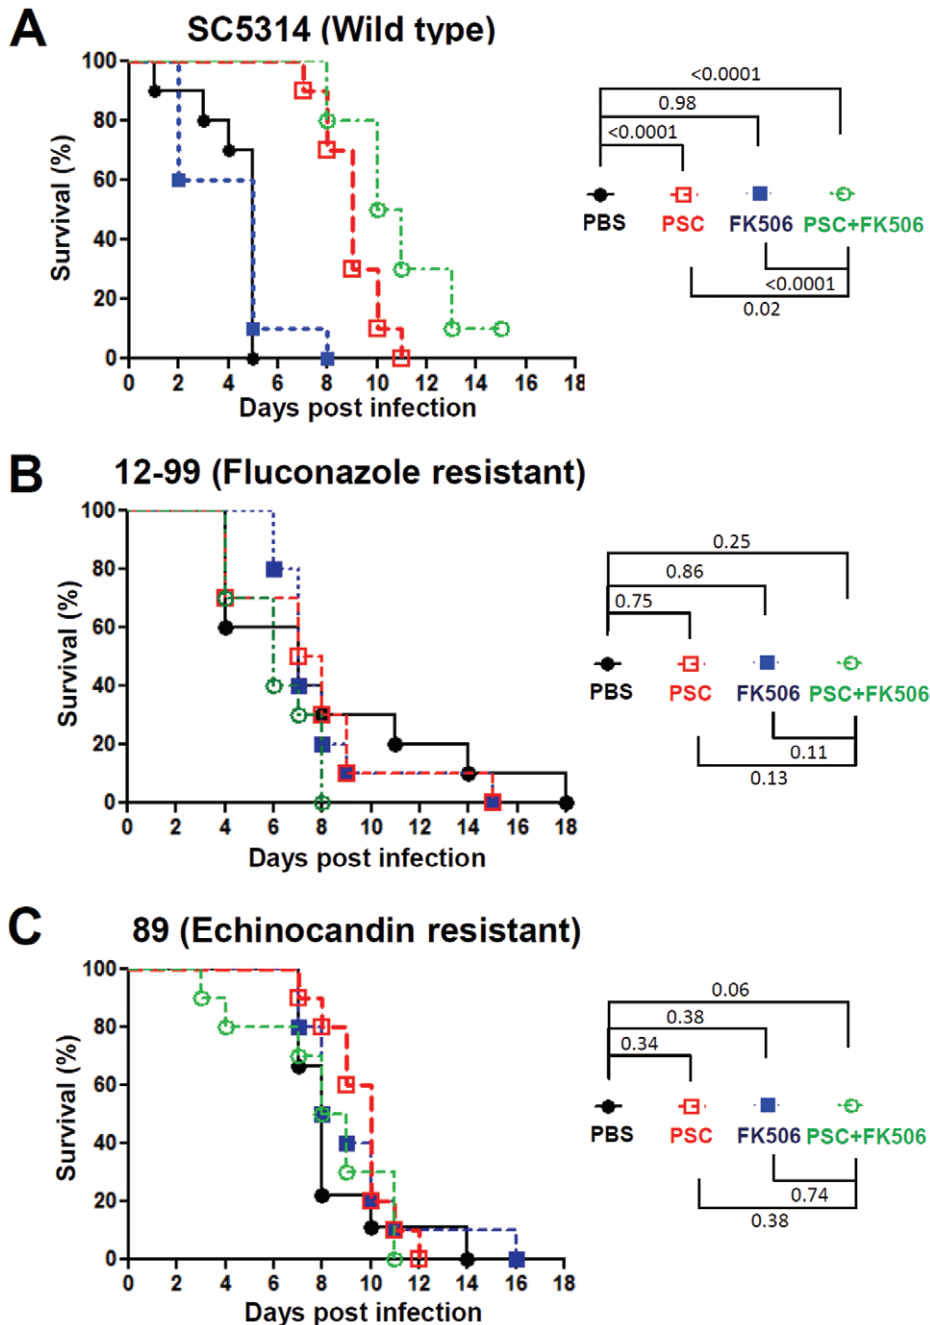 A
SC5314 (Wild type)
Survival (%)
100
80
60
40
20
0
0 2 4 6 8 10 12 14 16 18
Days post infection
<0.0001
0.98
<0.0001
PBS PSC FK506 PSC+FK506
<0.0001
0.02
B
12-99 (Fluconazole resistant)
Survival (%)
100
80
60
40
20
0
0 2 4 6 8 10 12 14 16 18
Days post infection
0.25
0.86
0.75
PBS PSC FK506 PSC+FK506
0.11
0.13
C
89 (Echinocandin resistant)
Survival (%)
100
80
60
40
20
0
0 2 4 6 8 10 12 14 16 18
Days post infection
0.06
0.38
0.34
PBS PSC FK506 PSC+FK506
0.74
0.38